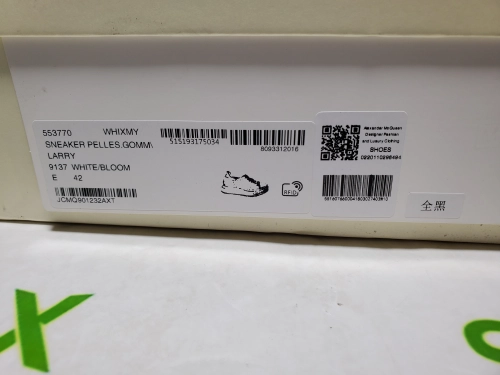 553770 WHIXMY
515193175034
8093312016
SNEAKER PELLES.GOMM\
LARRY
9137 WHITE/BLOOM
E 42
RFID
JCMQ901232AXT
Alexander McQueen
Designer Fashion
and Luxury Clothing
SHOES
全黑
X